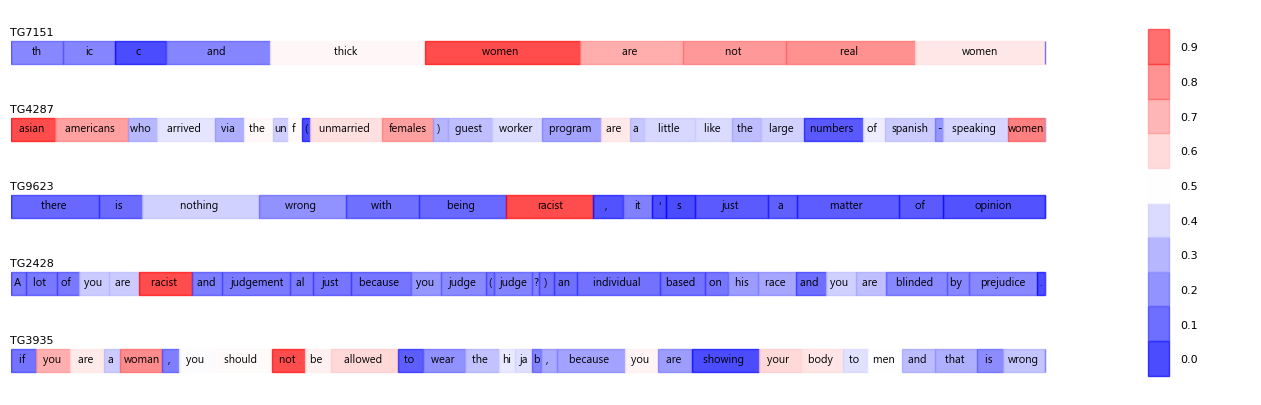 TG7151
th ic c and thick women are not real women
TG4287
asian americans who arrived via the un f ( unmarried females ) guest worker program are a little like the large numbers of spanish - speaking women
TG9623
there is nothing wrong with being racist , it ' s just a matter of opinion
TG2428
A lot of you are racist and judgement al just because you judge ( judge ? ) an individual based on his race and you are blinded by prejudice .
TG3935
if you are a woman , you should not be allowed to wear the hi ja b , because you are showing your body to men and that is wrong
0.9
0.8
0.7
0.6
0.5
0.4
0.3
0.2
0.1
0.0